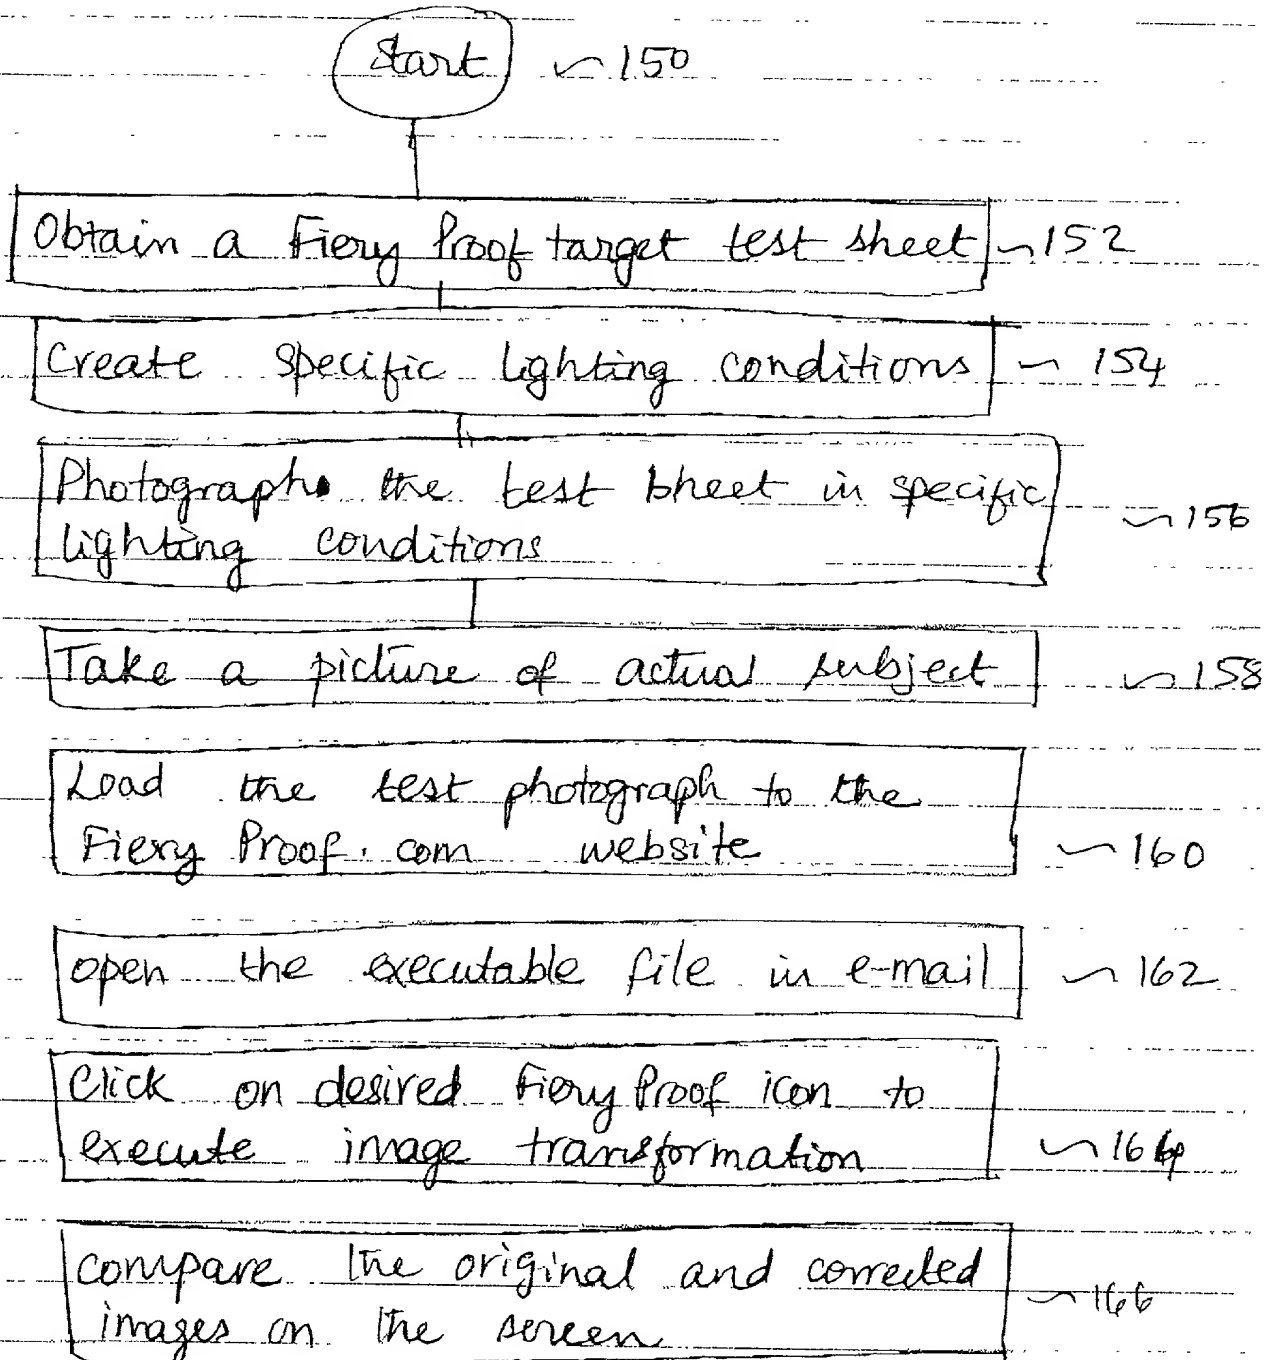 Start 150
Obtain a Fiery Proof target test sheet 152
Create specific lighting conditions 154
Photograph the test sheet in specific
lighting conditions 156
Take a picture of actual subject 158
Load the test photograph to the
Fiery Proof.com website 160
open the executable file in e-mail 162
Click on desired Fiery Proof icon to
execute image transformation 164
compare the original and corrected
images on the screen 166